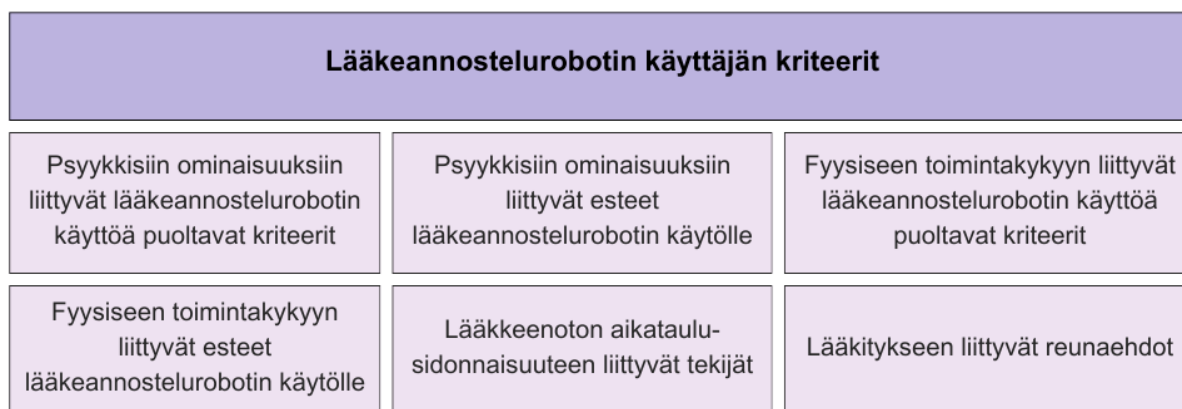 Lääkeannostelurobotin käyttäjän kriteerit
Psyykkisiin ominaisuuksiin
liittyvät lääkeannostelurobotin
käyttöä puoltavat kriteerit
Psyykkisiin ominaisuuksiin
liittyvät esteet
lääkeannostelurobotin käytölle
Fyysiseen toimintakykyyn liittyvät
lääkeannostelurobotin käyttöä
puoltavat kriteerit
Fyysiseen toimintakykyyn
liittyvät esteet
lääkeannostelurobotin käytölle
Lääkkeenoton aikataulu-
sidonnaisuuteen liittyvät tekijät
Lääkitykseen liittyvät reunaehdot